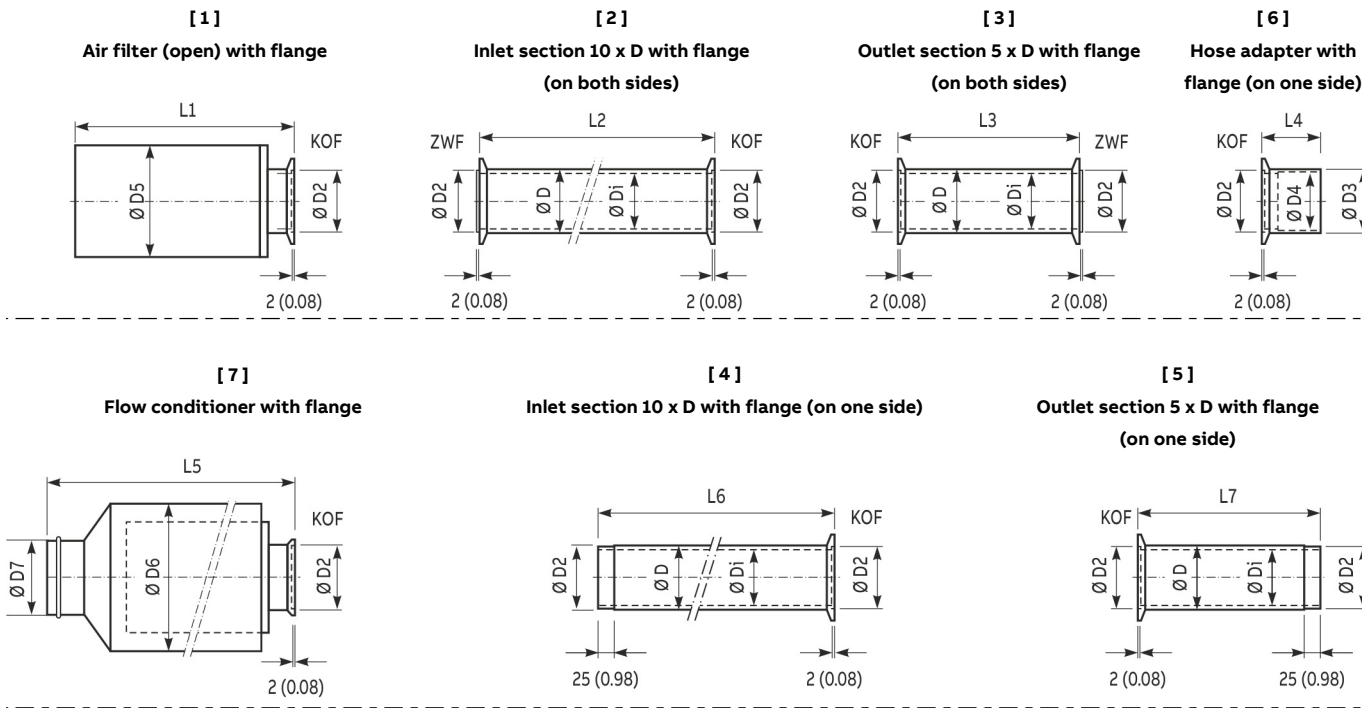 [ 1 ]
Air filter (open) with flange
L1
KOF
Ø D5
Ø D2
2 (0.08)
[ 2 ]
Inlet section 10 x D with flange
(on both sides)
L2
ZWF
KOF
Ø D2
Ø D
Ø Di
Ø D2
2 (0.08)
2 (0.08)
[ 3 ]
Outlet section 5 x D with flange
(on both sides)
L3
KOF
ZWF
Ø D2
Ø D
Ø Di
Ø D2
2 (0.08)
2 (0.08)
[ 6 ]
Hose adapter with
flange (on one side)
L4
KOF
Ø D2
Ø D4
Ø D3
2 (0.08)
[ 7 ]
Flow conditioner with flange
L5
KOF
Ø D7
Ø D6
Ø D2
2 (0.08)
[ 4 ]
Inlet section 10 x D with flange (on one side)
L6
KOF
Ø D2
Ø D
Ø Di
Ø D2
25 (0.98)
2 (0.08)
[ 5 ]
Outlet section 5 x D with flange
(on one side)
L7
KOF
Ø D2
Ø D
Ø Di
Ø D2
2 (0.08)
25 (0.98)